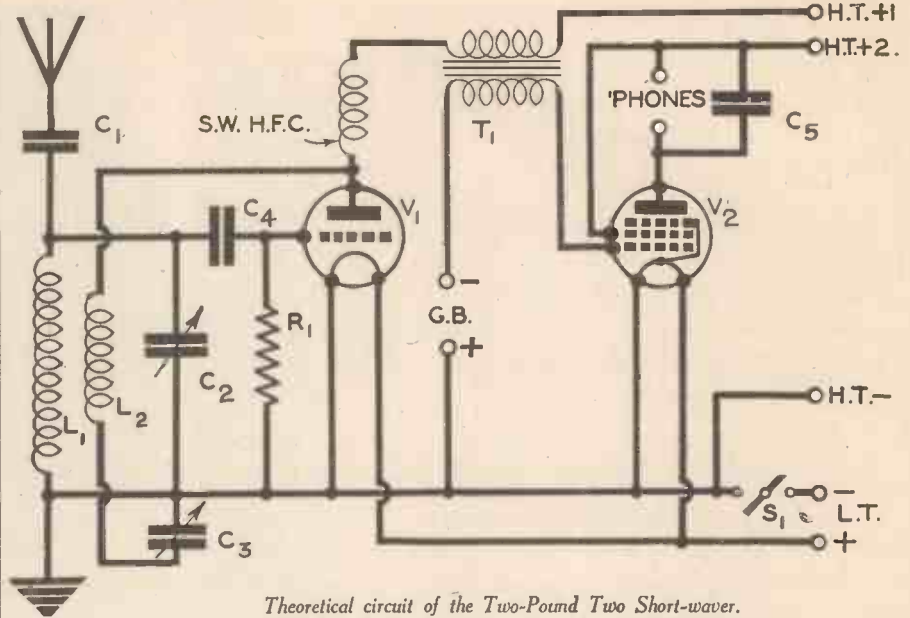 H.T.+1
H.T.+2.
'PHONES
C5
C1
S.W. H.F.C.
T1
C4
V1
V2
R1
G.B.
-
+
C2
L1
L2
H.T.-
S1
-
L.T.
+
C3
Theoretical circuit of the Two-Pound Two Short-waver.